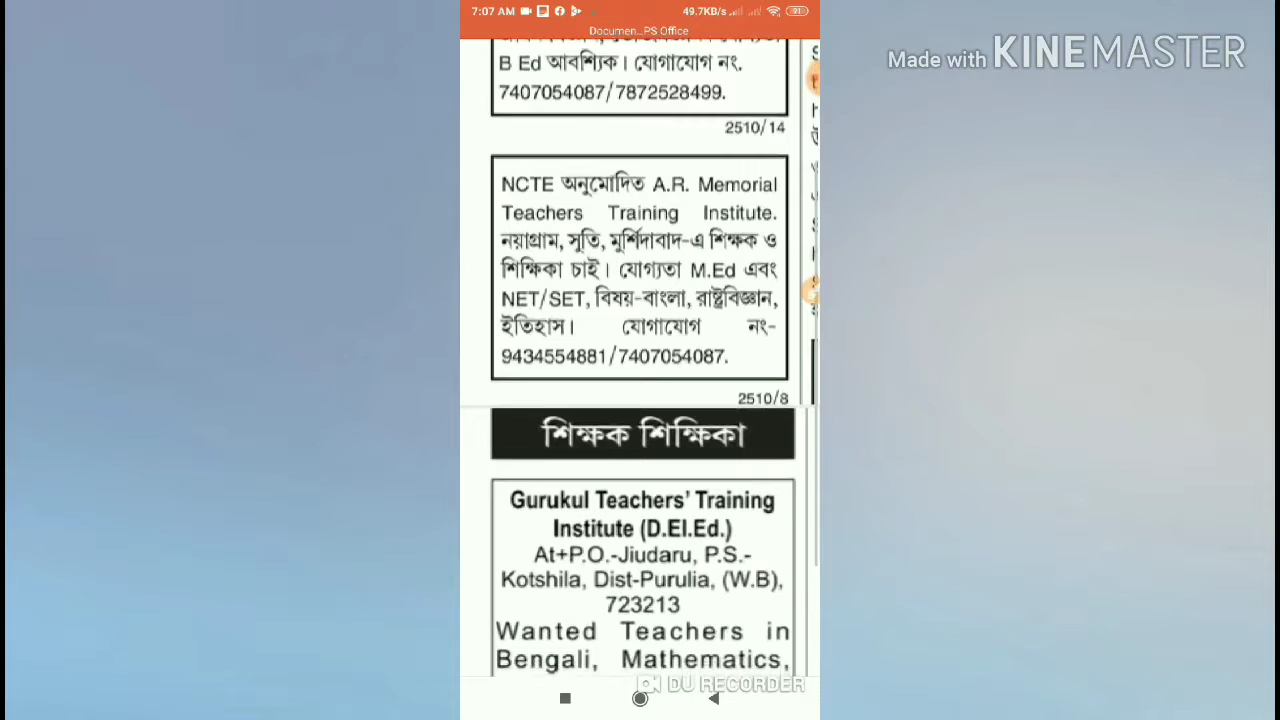 7:07 AM
49.7KB/s
91
Documen...PS Office
B Ed আবশ্যিক। যোগাযোগ নং.
7407054087/7872528499.
2510/14
NCTE অনুমোদিত A.R. Memorial
Teachers Training Institute.
নয়াগ্রাম, সুতি, মুর্শিদাবাদ-এ শিক্ষক ও
শিক্ষিকা চাই। যোগ্যতা M.Ed এবং
NET/SET, বিষয়-বাংলা, রাষ্ট্রবিজ্ঞান,
ইতিহাস। যোগাযোগ নং-
9434554881/7407054087.
2510/8
শিক্ষক শিক্ষিকা
Gurukul Teachers' Training
Institute (D.El.Ed.)
At+P.O.-Jiudaru, P.S.-
Kotshila, Dist-Purulia, (W.B),
723213
Wanted Teachers in
Bengali, Mathematics,
DU RECORDER
Made with KINEMASTER